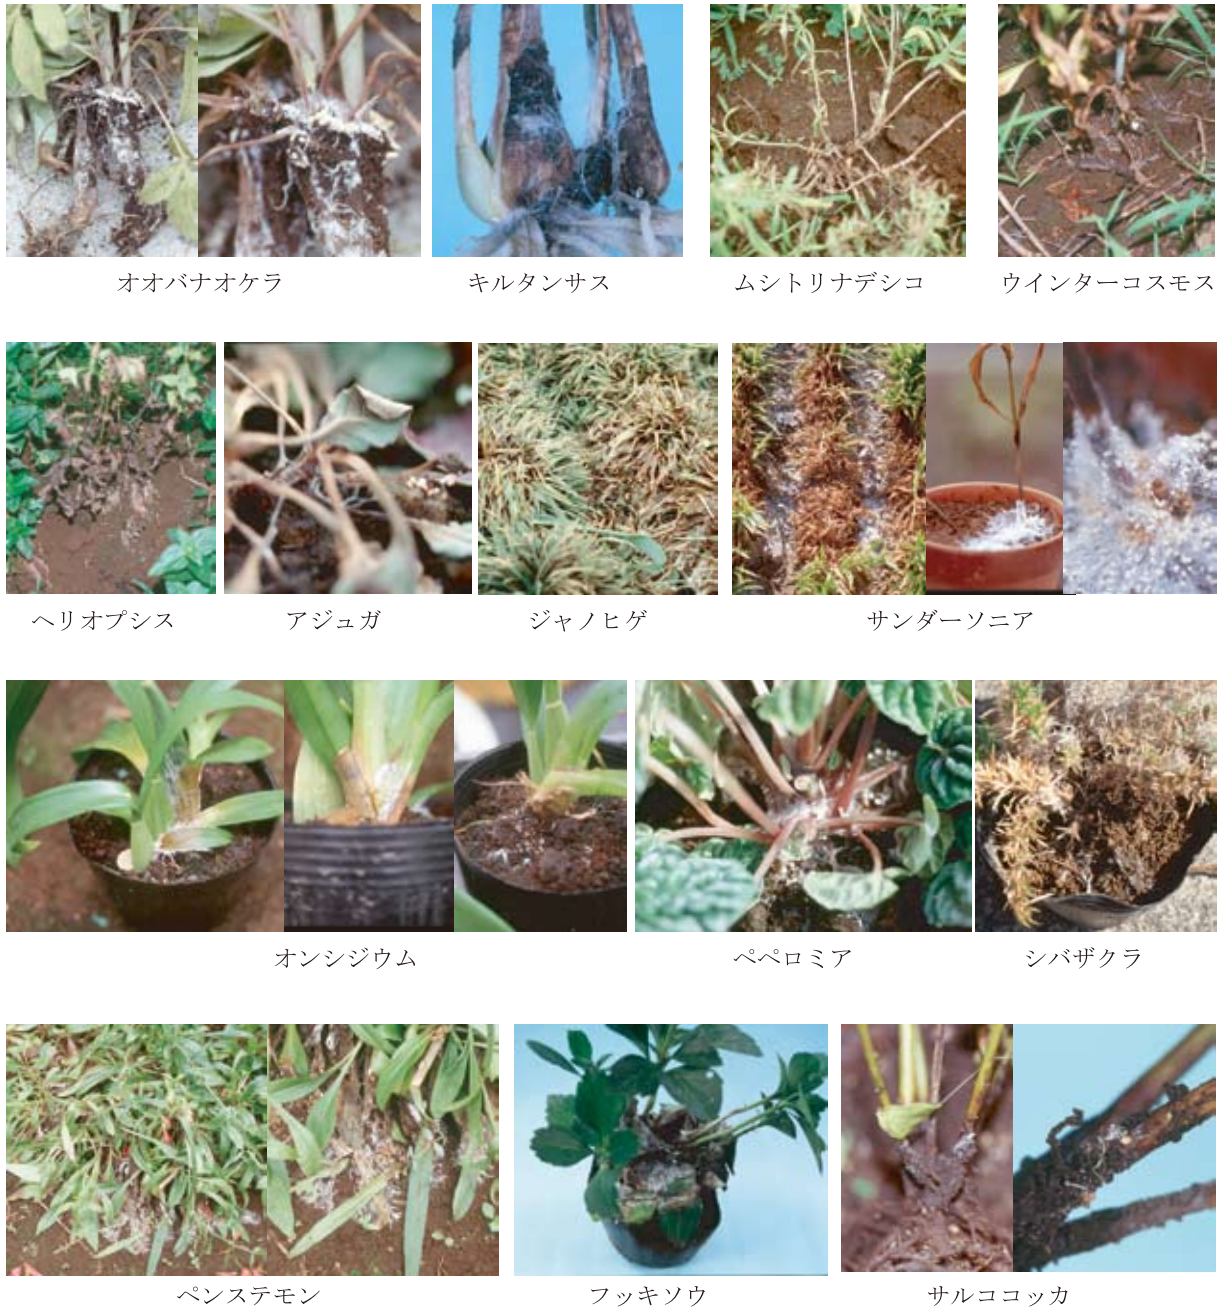 オオバナオケラ
キルタンサス
ムシトリナデシコ
ウインターコスモス
ヘリオプシス
アジュガ
ジャノヒゲ
サンダーソニア
オンシジウム
ペペロミア
シバザクラ
ペンステモン
フッキソウ
サルココッカ